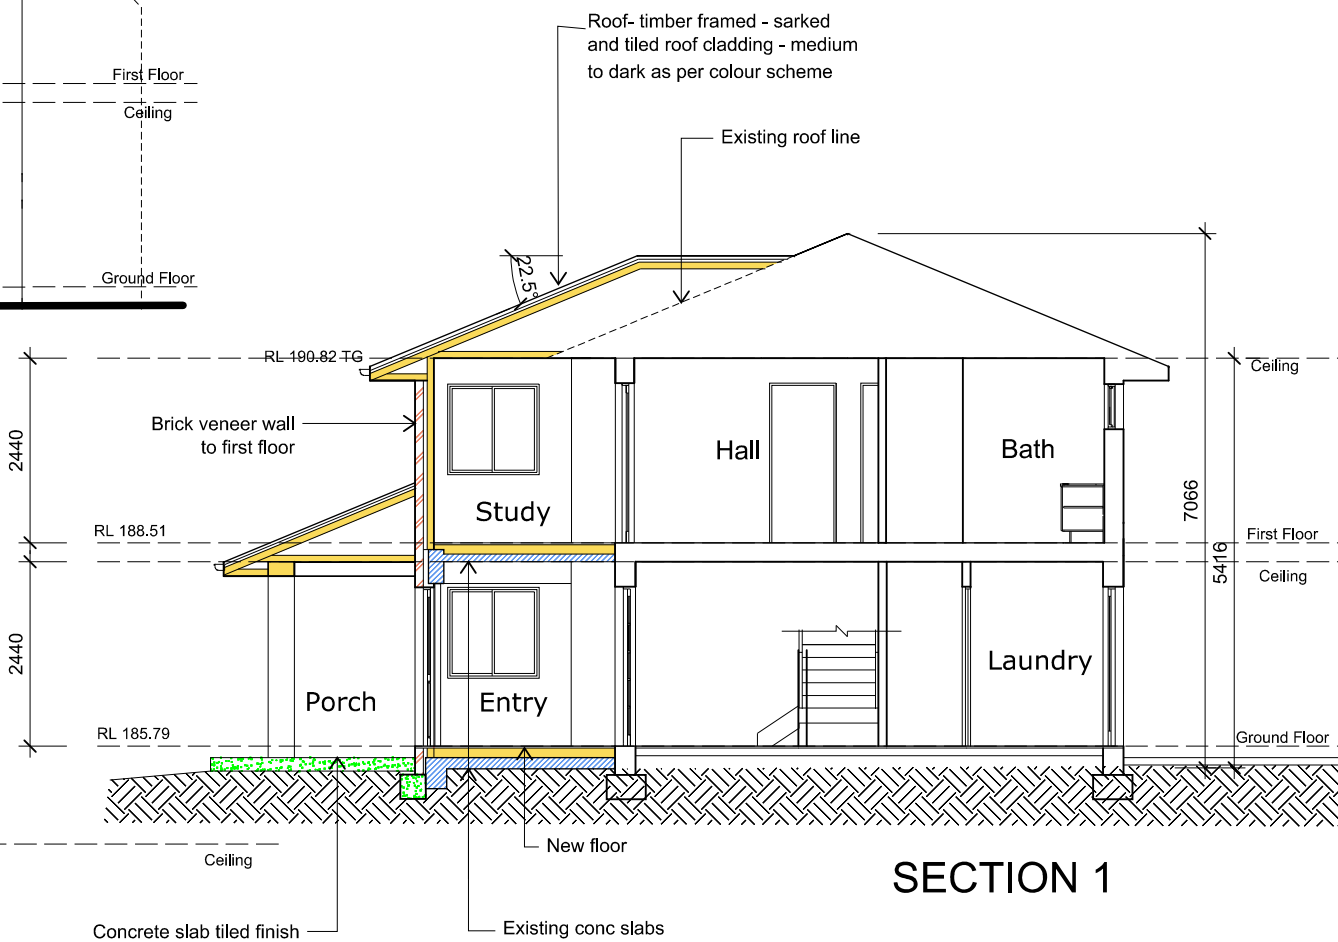 Roof- timber framed - sarked
and tiled roof cladding - medium
to dark as per colour scheme
First Floor
Ceiling
Existing roof line
Ground Floor
22.5°
RL 190.82 TG
Ceiling
Brick veneer wall
to first floor
2440
Hall
Bath
Study
7066
RL 188.51
First Floor
5416
Ceiling
2440
Laundry
Porch
Entry
RL 185.79
Ground Floor
New floor
Ceiling
SECTION 1
Concrete slab tiled finish
Existing conc slabs